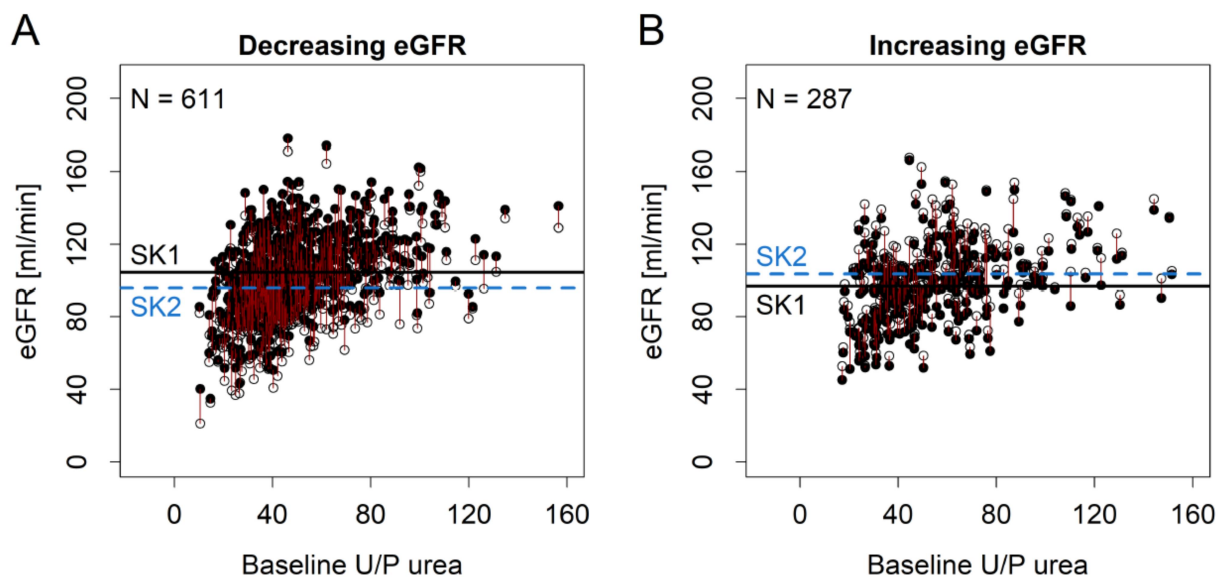 A
Decreasing eGFR
N = 611
SK1
SK2
eGFR [ml/min]
200
160
120
80
40
0
0 40 80 120 160
Baseline U/P urea
B
Increasing eGFR
N = 287
SK2
SK1
eGFR [ml/min]
200
160
120
80
40
0
0 40 80 120 160
Baseline U/P urea